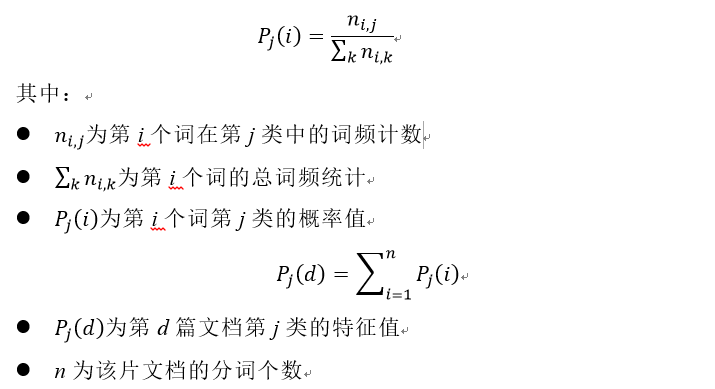 P_j(i) = n_{i,j} / ∑_k n_{i,k}
其中：
● n_{i,j}为第 i 个词在第 j 类中的词频计数
● ∑_k n_{i,k}为第 i 个词的总词频统计
● P_j(i)为第 i 个词第 j 类的概率值
P_j(d) = ∑_{i=1}^{n} P_j(i)
● P_j(d)为第 d 篇文档第 j 类的特征值
● n 为该片文档的分词个数